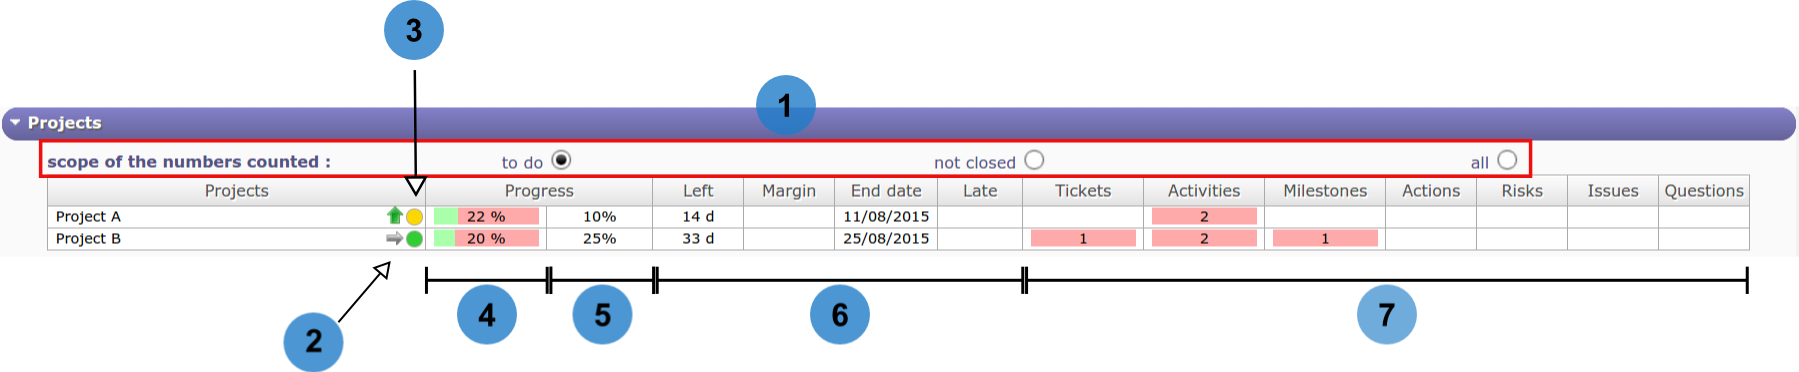 3
1
Projects
scope of the numbers counted : to do not closed all
Projects Progress Left Margin End date Late Tickets Activities Milestones Actions Risks Issues Questions
Project A 22 % 10% 14 d 11/08/2015 2
Project B 20 % 25% 33 d 25/08/2015 1 2 1
4 5 6 7
2